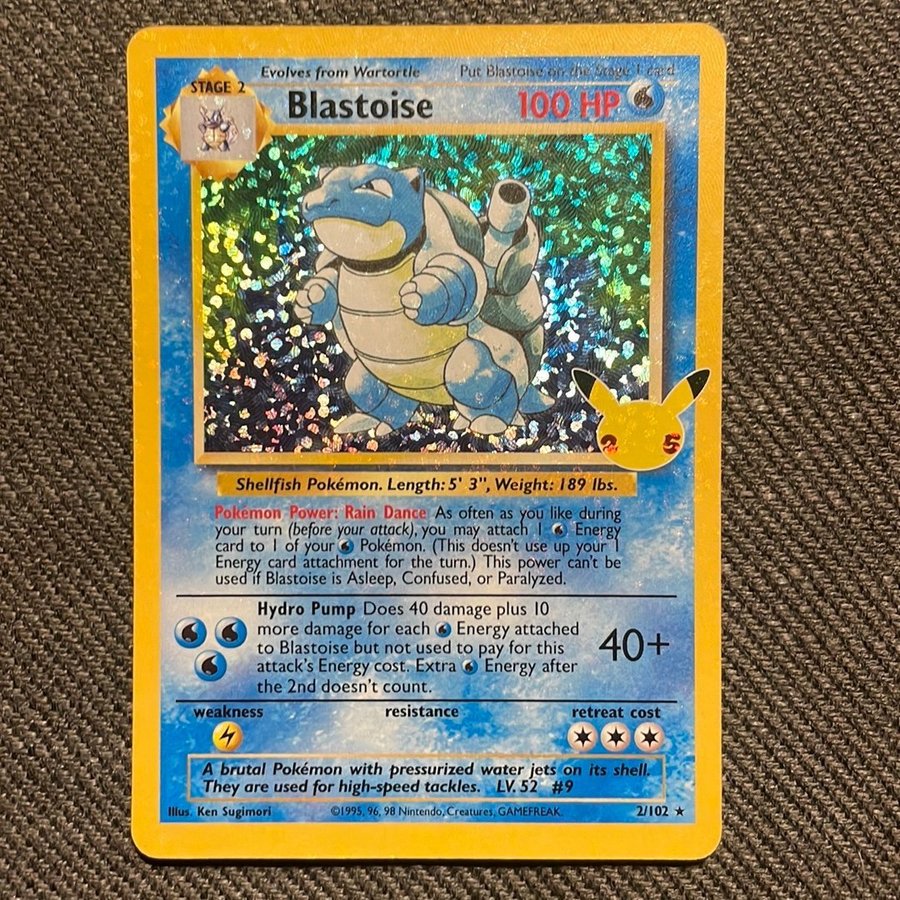 Evolves from Wartortle Put Blastoise on the Stage 1 card
STAGE 2
Blastoise 100 HP
25
Shellfish Pokémon. Length: 5' 3", Weight: 189 lbs.
Pokemon Power: Rain Dance As often as you like during
your turn (before your attack), you may attach 1 Energy
card to 1 of your Pokémon. (This doesn't use up your 1
Energy card attachment for the turn.) This power can't be
used if Blastoise is Asleep, Confused, or Paralyzed.
Hydro Pump Does 40 damage plus 10
more damage for each Energy attached
to Blastoise but not used to pay for this
attack's Energy cost. Extra Energy after
the 2nd doesn't count.
40+
weakness resistance retreat cost
A brutal Pokémon with pressurized water jets on its shell.
They are used for high-speed tackles. LV. 52 #9
Illus. Ken Sugimori ©1995, 96, 98 Nintendo, Creatures, GAMEFREAK. 2/102 ★